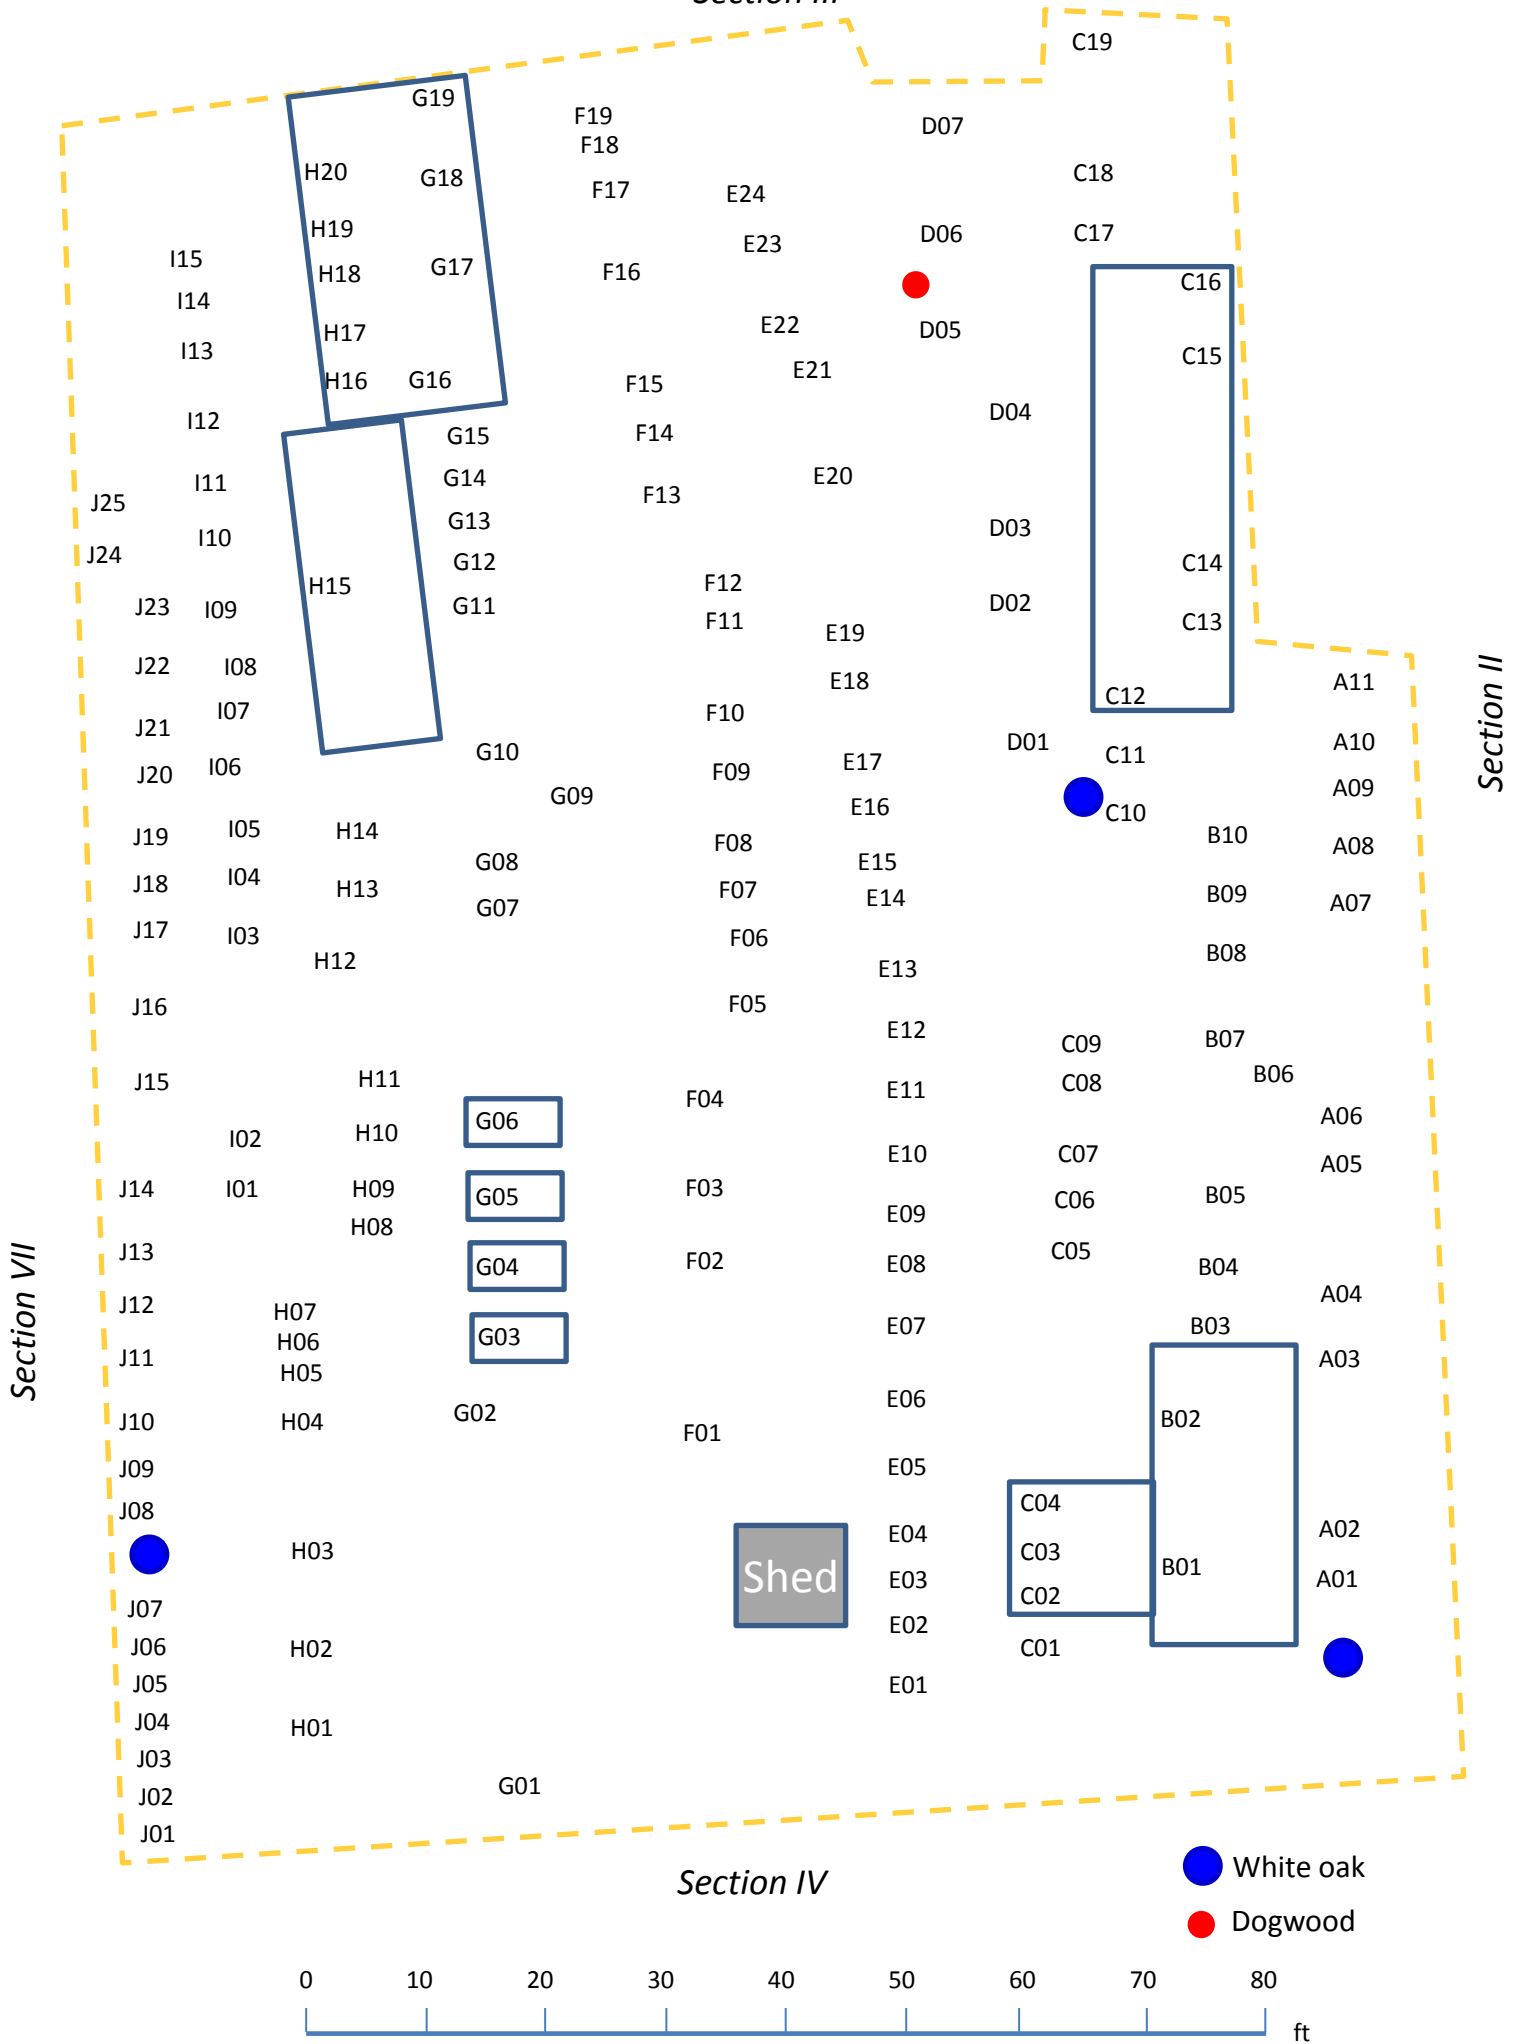 Section III
C19
G19
F19
D07
F18
H20
G18
C18
F17
E24
H19
D06
C17
E23
I15
G17
H18
F16
C16
I14
E22
D05
H17
I13
C15
E21
H16
G16
F15
D04
I12
G15
F14
E20
G14
I11
F13
J25
G13
D03
I10
J24
G12
C14
F12
H15
D02
G11
J23
I09
F11
C13
E19
J22
I08
E18
A11
Section II
C12
I07
F10
J21
D01
A10
G10
C11
E17
I06
F09
J20
A09
G09
E16
C10
I05
H14
B10
J19
F08
A08
G08
E15
I04
J18
H13
F07
B09
E14
A07
G07
J17
I03
F06
B08
H12
E13
F05
J16
E12
B07
C09
B06
H11
J15
C08
E11
F04
A06
G06
H10
I02
E10
C07
A05
F03
J14
I01
H09
B05
G05
C06
E09
H08
J13
C05
F02
E08
G04
B04
A04
J12
H07
E07
B03
Section VII
G03
H06
J11
A03
H05
E06
G02
B02
J10
H04
F01
E05
J09
C04
J08
A02
E04
H03
C03
B01
Shed
E03
A01
C02
J07
E02
J06
H02
C01
J05
E01
J04
H01
J03
G01
J02
J01
Section IV
White oak
Dogwood
0 10 20 30 40 50 60 70 80
ft